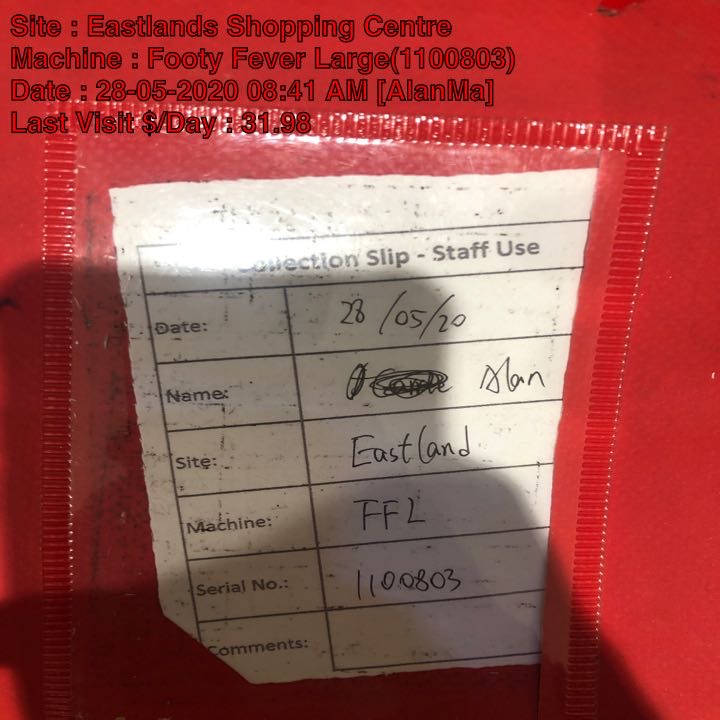 Site : Eastlands Shopping Centre
Machine : Footy Fever Large(1100803)
Date : 28-05-2020 08:41 AM [AlanMa]
Last Visit $/Day : 31.98
Collection Slip - Staff Use
Date: 28/05/20
Name: Alan
Site: Eastland
Machine: FFL
Serial No.: 1100803
Comments: